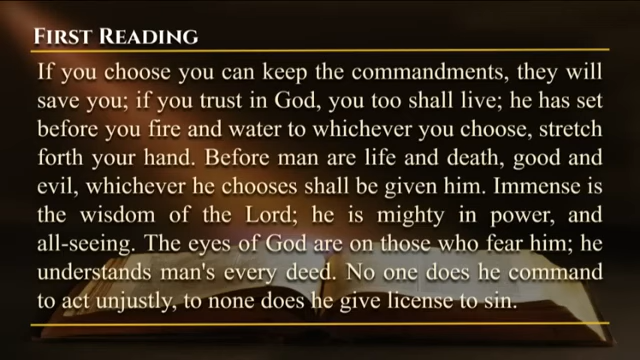 First Reading
If you choose you can keep the commandments, they will
save you; if you trust in God, you too shall live; he has set
before you fire and water to whichever you choose, stretch
forth your hand. Before man are life and death, good and
evil, whichever he chooses shall be given him. Immense is
the wisdom of the Lord; he is mighty in power, and
all-seeing. The eyes of God are on those who fear him; he
understands man's every deed. No one does he command
to act unjustly, to none does he give license to sin.